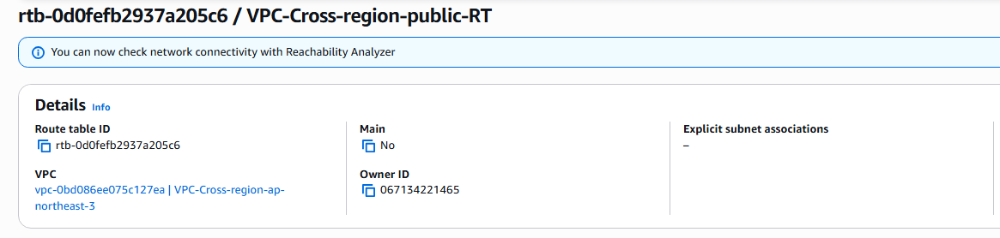 rtb-0d0fefb2937a205c6 / VPC-Cross-region-public-RT
You can now check network connectivity with Reachability Analyzer
Details Info
Route table ID
rtb-0d0fefb2937a205c6
Main
No
Explicit subnet associations
–
VPC
vpc-0bd086ee075c127ea | VPC-Cross-region-ap-
northeast-3
Owner ID
067134221465